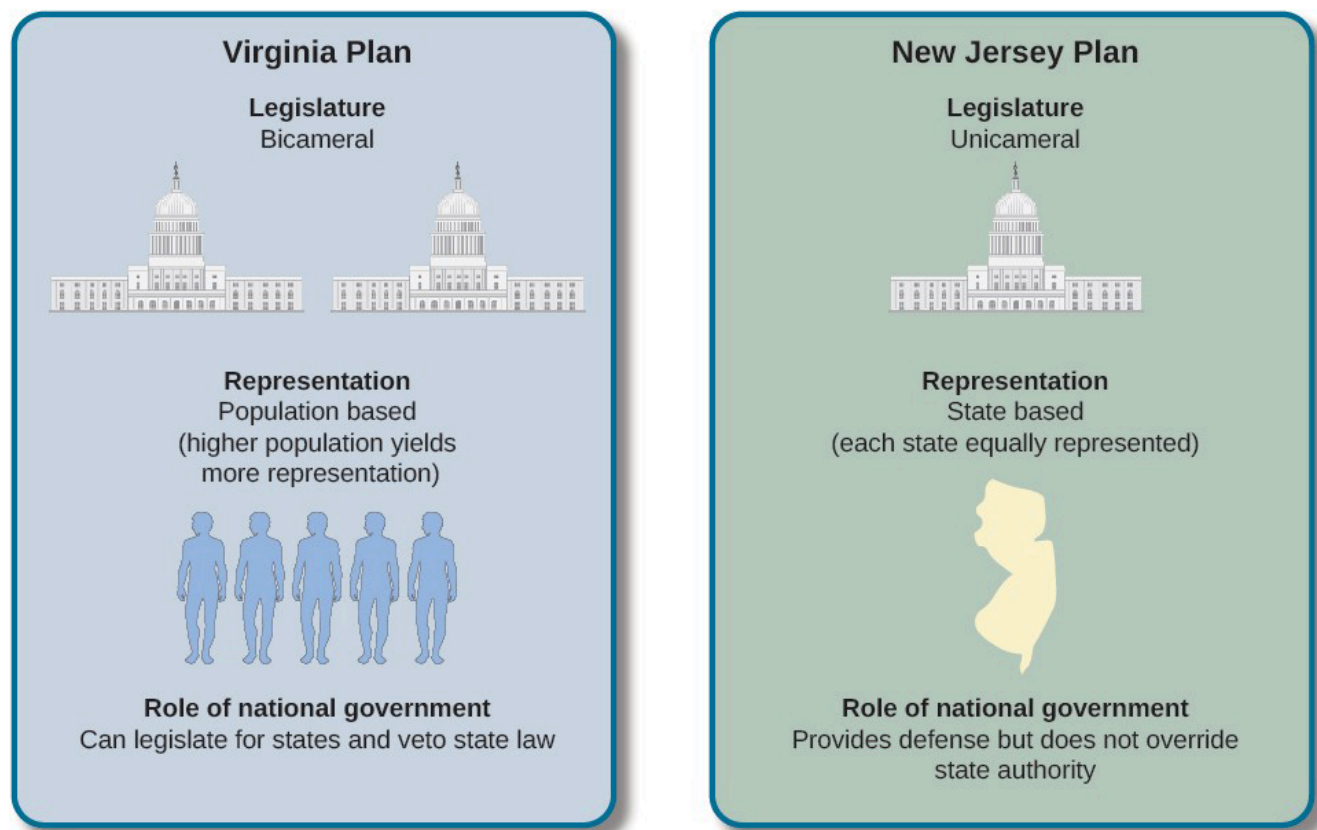 Virginia Plan
Legislature
Bicameral
Representation
Population based
(higher population yields
more representation)
Role of national government
Can legislate for states and veto state law
New Jersey Plan
Legislature
Unicameral
Representation
State based
(each state equally represented)
Role of national government
Provides defense but does not override
state authority